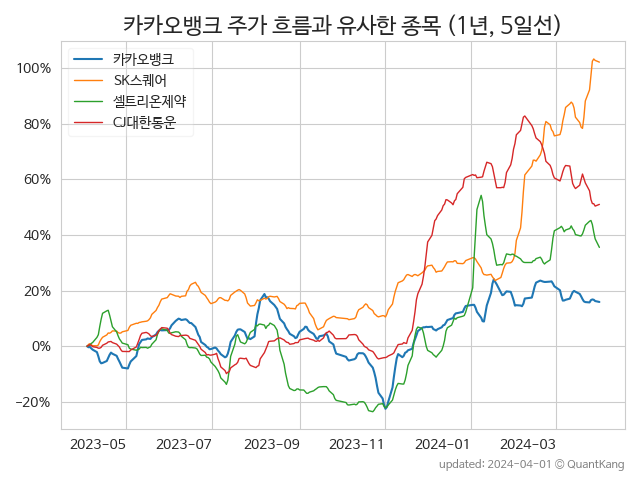 카카오뱅크 주가 흐름과 유사한 종목 (1년, 5일선)
카카오뱅크
SK스퀘어
셀트리온제약
CJ대한통운
100%
80%
60%
40%
20%
0%
−20%
2023-05 2023-07 2023-09 2023-11 2024-01 2024-03
updated: 2024-04-01 © QuantKang